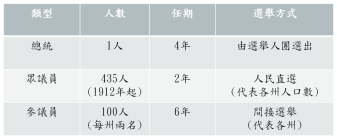 類型 人數 任期 選舉方式
總統 1人 4年 由選舉人團選出
眾議員 435人 2年 人民直選
(1912年起) (代表各州人口數)
參議員 100人 6年 間接選舉
(每州兩名) (代表各州)